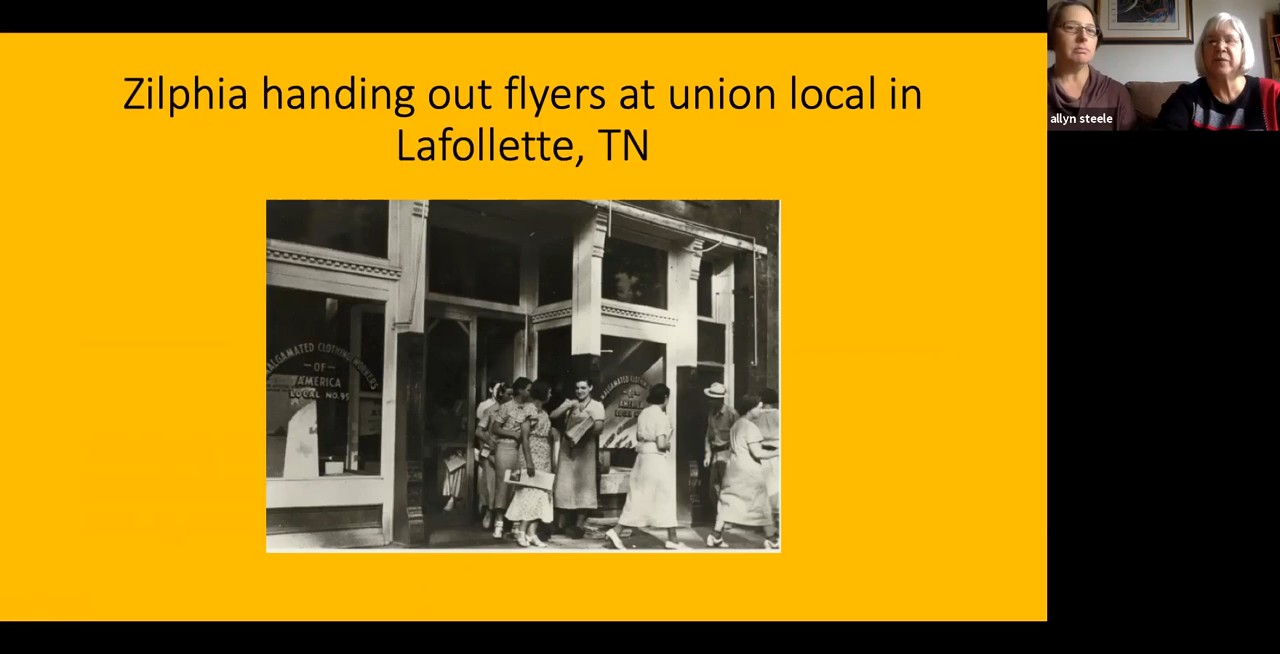 Zilphia handing out flyers at union local in
Lafollette, TN
allyn steele
AMALGAMATED CLOTHING WORKERS
OF
AMERICA
LOCAL NO. 95